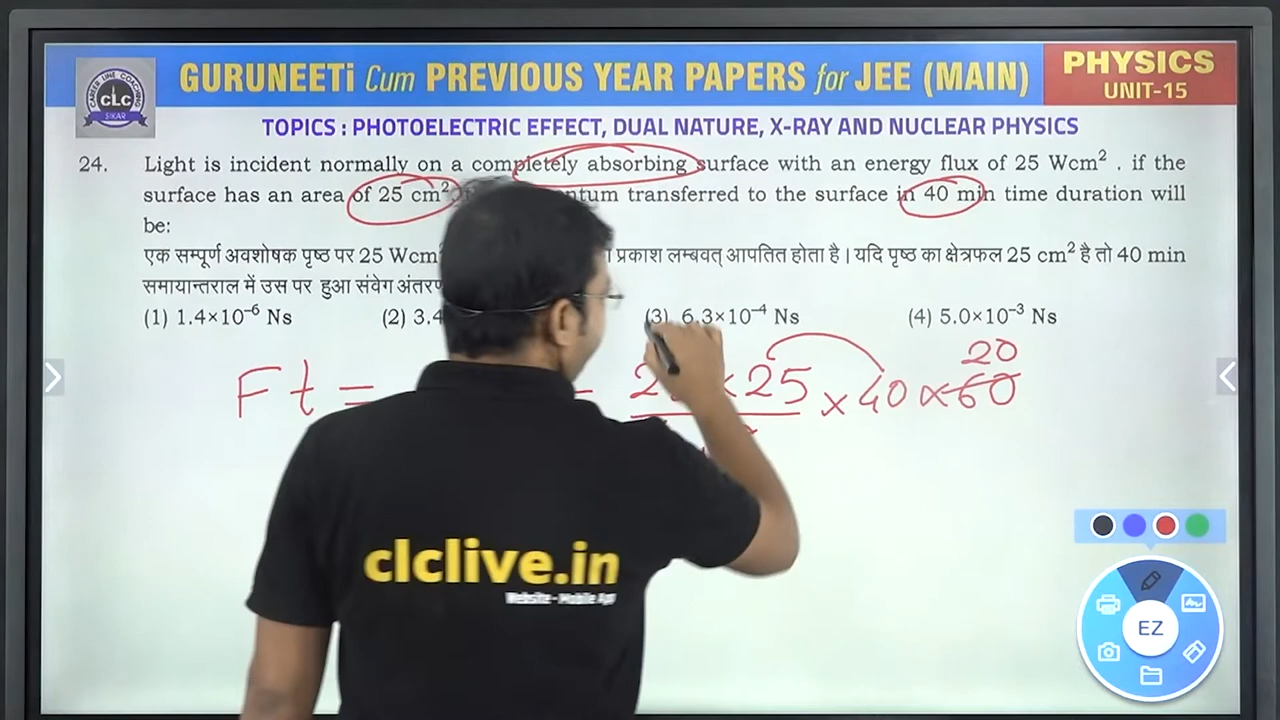 GURUNEETi Cum PREVIOUS YEAR PAPERS for JEE (MAIN)
PHYSICS
UNIT-15
CLC
SIKAR
TOPICS : PHOTOELECTRIC EFFECT, DUAL NATURE, X-RAY AND NUCLEAR PHYSICS
24. Light is incident normally on a completely absorbing surface with an energy flux of 25 Wcm² . if the
surface has an area of 25 cm² transferred to the surface in 40 min time duration will
be:
एक सम्पूर्ण अवशोषक पृष्ठ पर 25 Wcm प्रकाश लम्बवत् आपतित होता है। यदि पृष्ठ का क्षेत्रफल 25 cm² है तो 40 min
समयान्तराल में उस पर हुआ संवेग
(1) 1.4×10⁻⁶ Ns (2) 3.4 (3) 6.3×10⁻⁴ Ns (4) 5.0×10⁻³ Ns
20
F t = × 25 × 40 × 60
clclive.in
Website - Mobile App
EZ